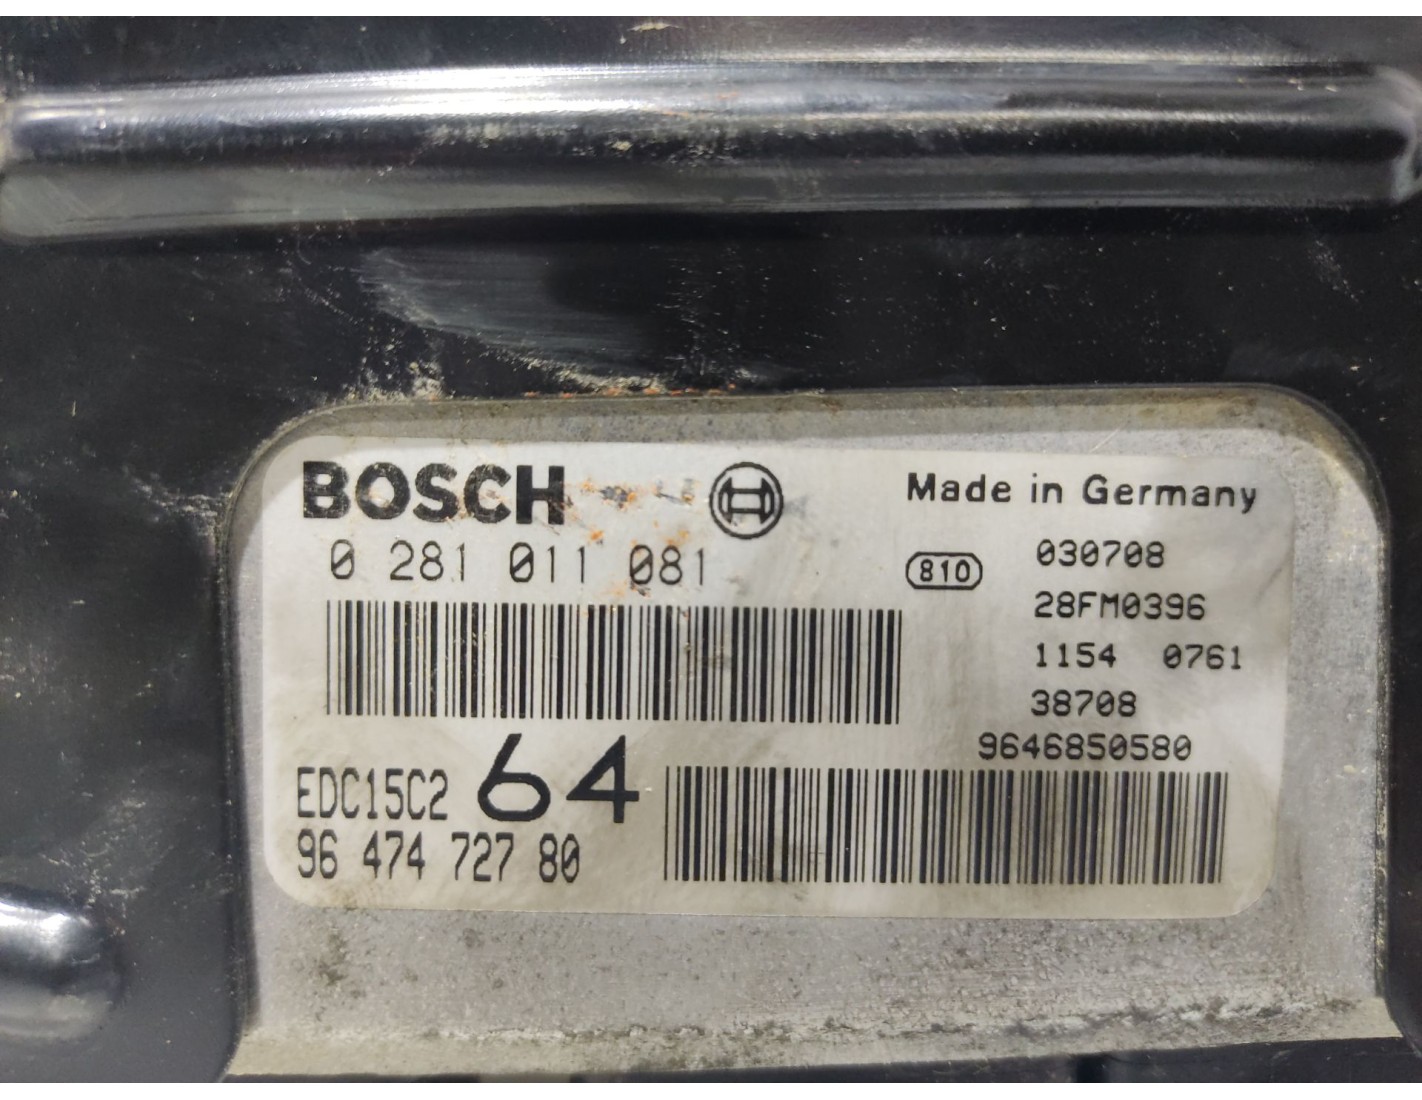 BOSCH
Made in Germany
0 281 011 081
810
030708
28FM0396
1154 0761
38708
9646850580
EDC15C2 64
96 474 727 80